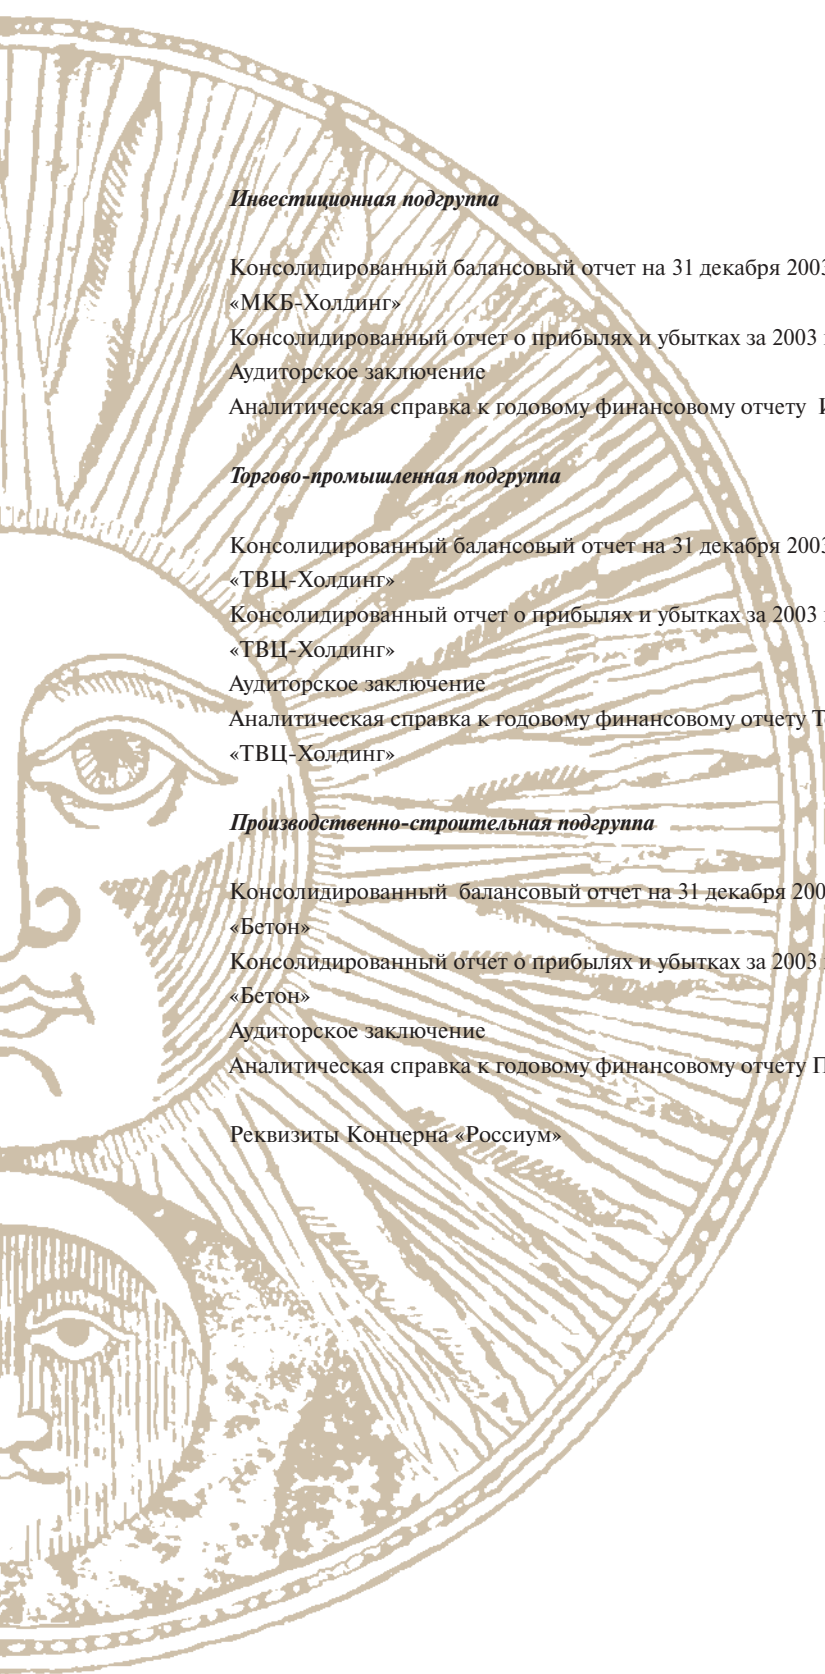 Инвестиционная подгруппа
Консолидированный балансовый отчет на 31 декабря 2003
«МКБ-Холдинг»
Консолидированный отчет о прибылях и убытках за 2003
Аудиторское заключение
Аналитическая справка к годовому финансовому отчету
Торгово-промышленная подгруппа
Консолидированный балансовый отчет на 31 декабря 2003
«ТВЦ-Холдинг»
Консолидированный отчет о прибылях и убытках за 2003
«ТВЦ-Холдинг»
Аудиторское заключение
Аналитическая справка к годовому финансовому отчету
«ТВЦ-Холдинг»
Производственно-строительная подгруппа
Консолидированный балансовый отчет на 31 декабря 200
«Бетон»
Консолидированный отчет о прибылях и убытках за 2003
«Бетон»
Аудиторское заключение
Аналитическая справка к годовому финансовому отчету П
Реквизиты Концерна «Россиум»